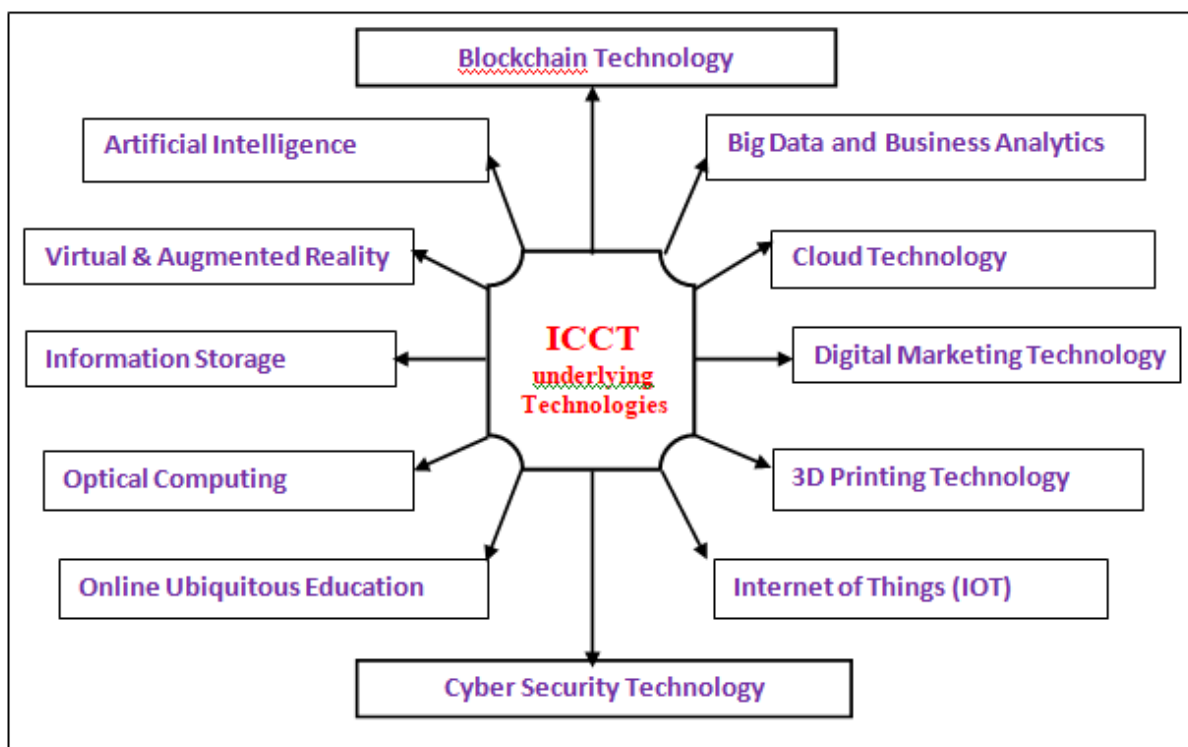 Blockchain Technology
Artificial Intelligence
Big Data and Business Analytics
Virtual & Augmented Reality
Cloud Technology
ICCT
underlying
Technologies
Information Storage
Digital Marketing Technology
Optical Computing
3D Printing Technology
Online Ubiquitous Education
Internet of Things (IOT)
Cyber Security Technology